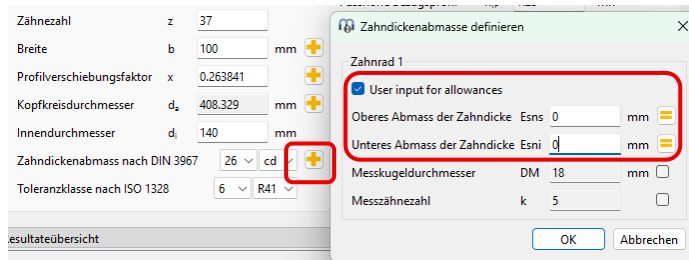 Zähnezahl z 37
Breite b 100 mm
Profilverschiebungsfaktor x 0.263841
Kopfkreisdurchmesser dₐ 408.329 mm
Innendurchmesser dᵢ 140 mm
Zahndickenabmass nach DIN 3967 26 cd
Toleranzklasse nach ISO 1328 6 R41
Zahndickenabmasse definieren
Zahnrad 1
User input for allowances
Oberes Abmass der Zahndicke Esns 0 mm
Unteres Abmass der Zahndicke Esni 0 mm
Messkugeldurchmesser DM 18 mm
Messzähnezahl k 5
OK Abbrechen